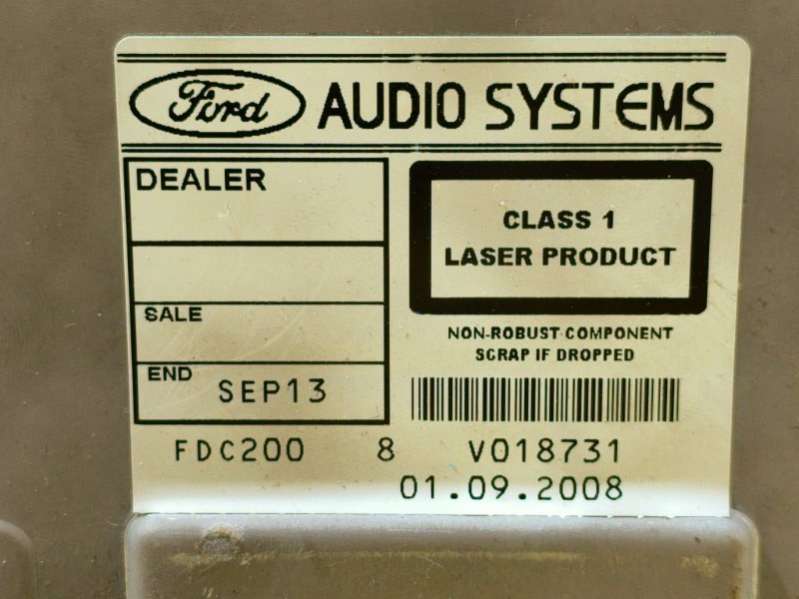 Ford AUDIO SYSTEMS
DEALER
CLASS 1
LASER PRODUCT
SALE
NON-ROBUST COMPONENT
SCRAP IF DROPPED
END SEP13
FDC200 8 V018731
01.09.2008